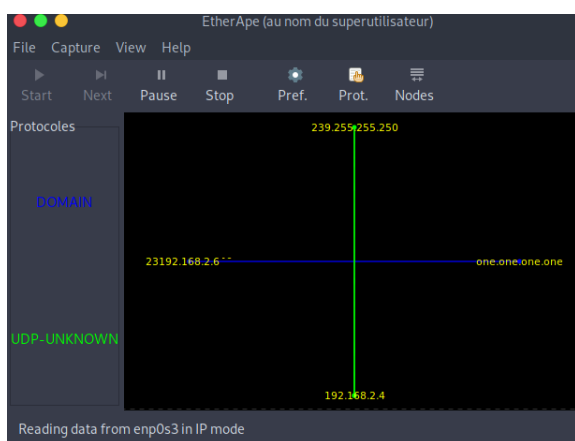 EtherApe (au nom du superutilisateur)
File Capture View Help
Start Next Pause Stop Pref. Prot. Nodes
Protocoles
239.255.255.250
DOMAIN
23192.168.2.6
one.one.one.one
UDP-UNKNOWN
192.168.2.4
Reading data from enp0s3 in IP mode